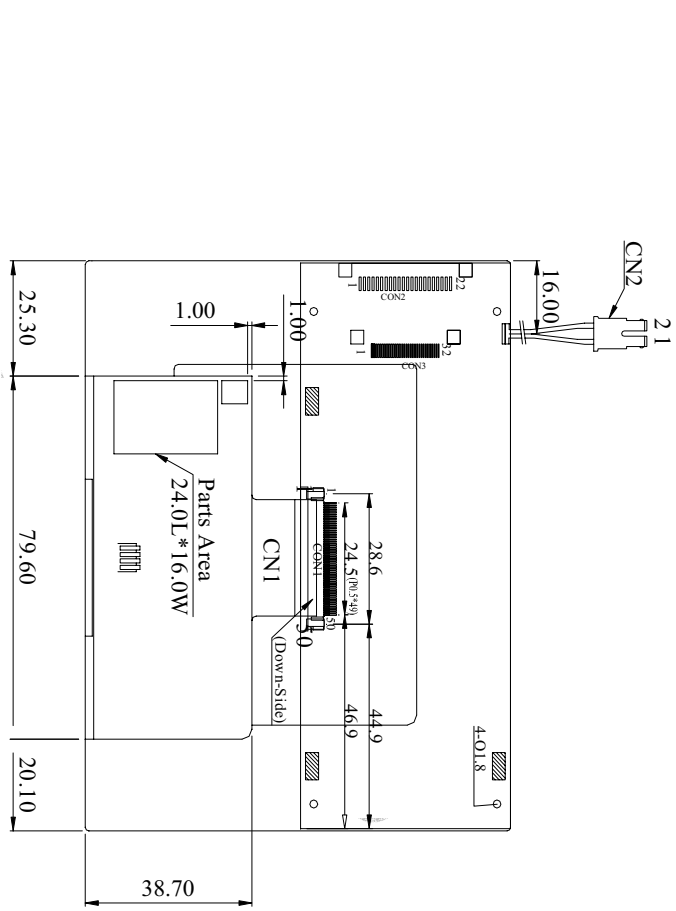 CN2
2 1
16.00
22
1
CON2
32
1
CON3
25.30
1.00
1.00
Parts Area
24.0L*16.0W
79.60
CN1
1
1
CON1
24.5(P0.5*49)
28.6
50
50
(Down-Side)
46.9
44.9
4-O1.8
20.10
38.70